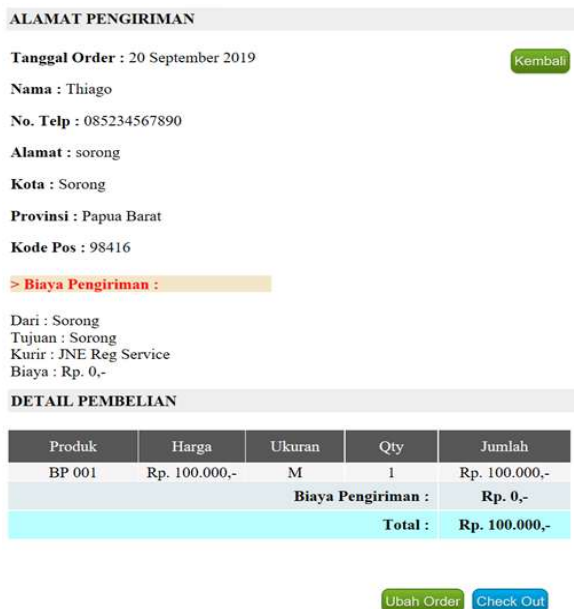 ALAMAT PENGIRIMAN
Tanggal Order : 20 September 2019
Kembali
Nama : Thiago
No. Telp : 085234567890
Alamat : sorong
Kota : Sorong
Provinsi : Papua Barat
Kode Pos : 98416
> Biaya Pengiriman :
Dari : Sorong
Tujuan : Sorong
Kurir : JNE Reg Service
Biaya : Rp. 0,-
DETAIL PEMBELIAN
Produk Harga Ukuran Qty Jumlah
BP 001 Rp. 100.000,- M 1 Rp. 100.000,-
Biaya Pengiriman : Rp. 0,-
Total : Rp. 100.000,-
Ubah Order Check Out